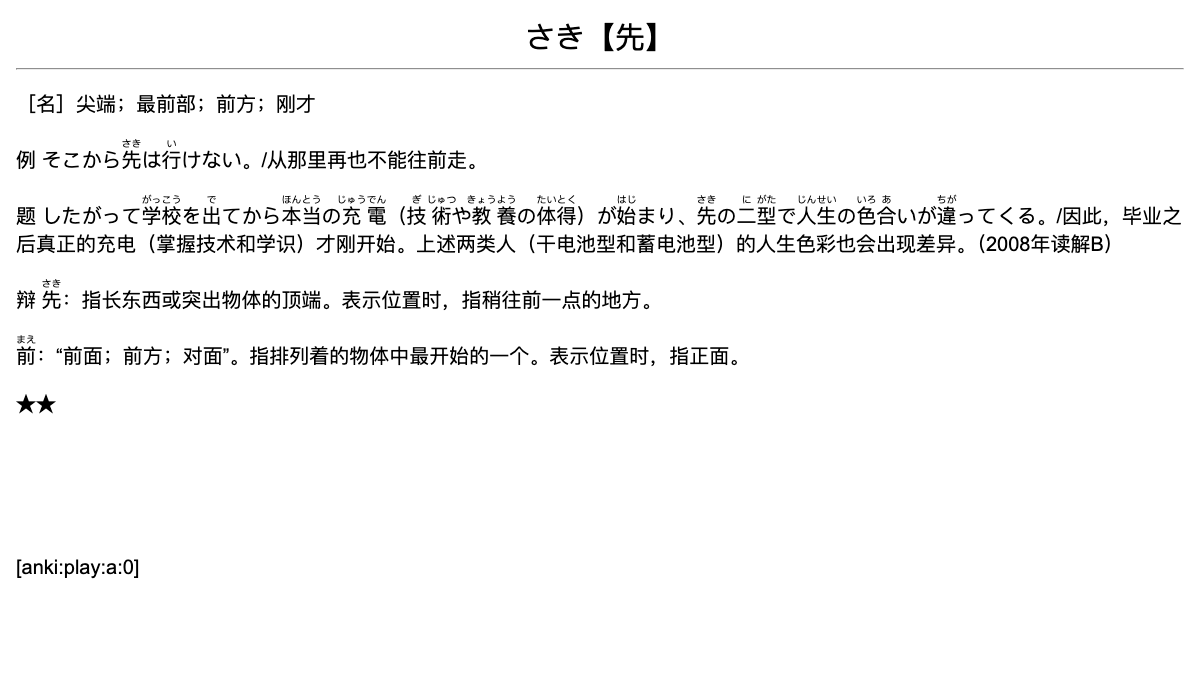 さき【先】
［名］尖端；最前部；前方；刚才
さき い
例 そこから先は行けない。/从那里再也不能往前走。
がっこう で ほんとう じゅうでん ぎ じゅつ きょうよう たいとく はじ さき に がた じんせい いろ あ ちが
题 したがって学校を出てから本当の充電（技術や教養の体得）が始まり、先の二型で人生の色合いが違ってくる。/因此，毕业之
后真正的充电（掌握技术和学识）才刚开始。上述两类人（干电池型和蓄电池型）的人生色彩也会出现差异。（2008年读解B）
さき
辩 先：指长东西或突出物体的顶端。表示位置时，指稍往前一点的地方。
まえ
前：“前面；前方；对面”。指排列着的物体中最开始的一个。表示位置时，指正面。
★★
[anki:play:a:0]